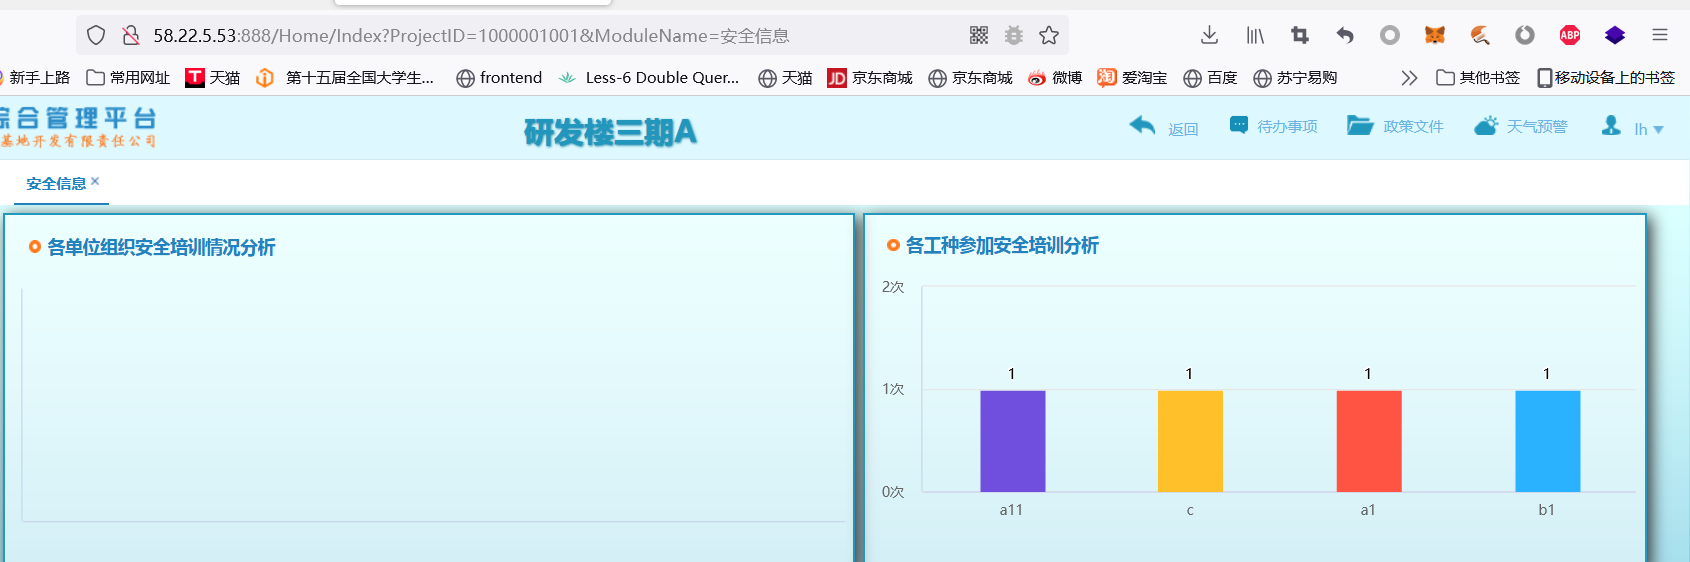 58.22.5.53:888/Home/Index?ProjectID=1000001001&ModuleName=安全信息
ABP
新手上路 常用网址 T 天猫 第十五届全国大学生... frontend Less-6 Double Quer... 天猫 JD 京东商城 京东商城 微博 淘 爱淘宝 百度 苏宁易购 其他书签 移动设备上的书签
综合管理平台
基地开发有限责任公司
研发楼三期A
返回 待办事项 政策文件 天气预警 lh
安全信息
各单位组织安全培训情况分析
各工种参加安全培训分析
2次
1次
0次
1 1 1 1
a11 c a1 b1